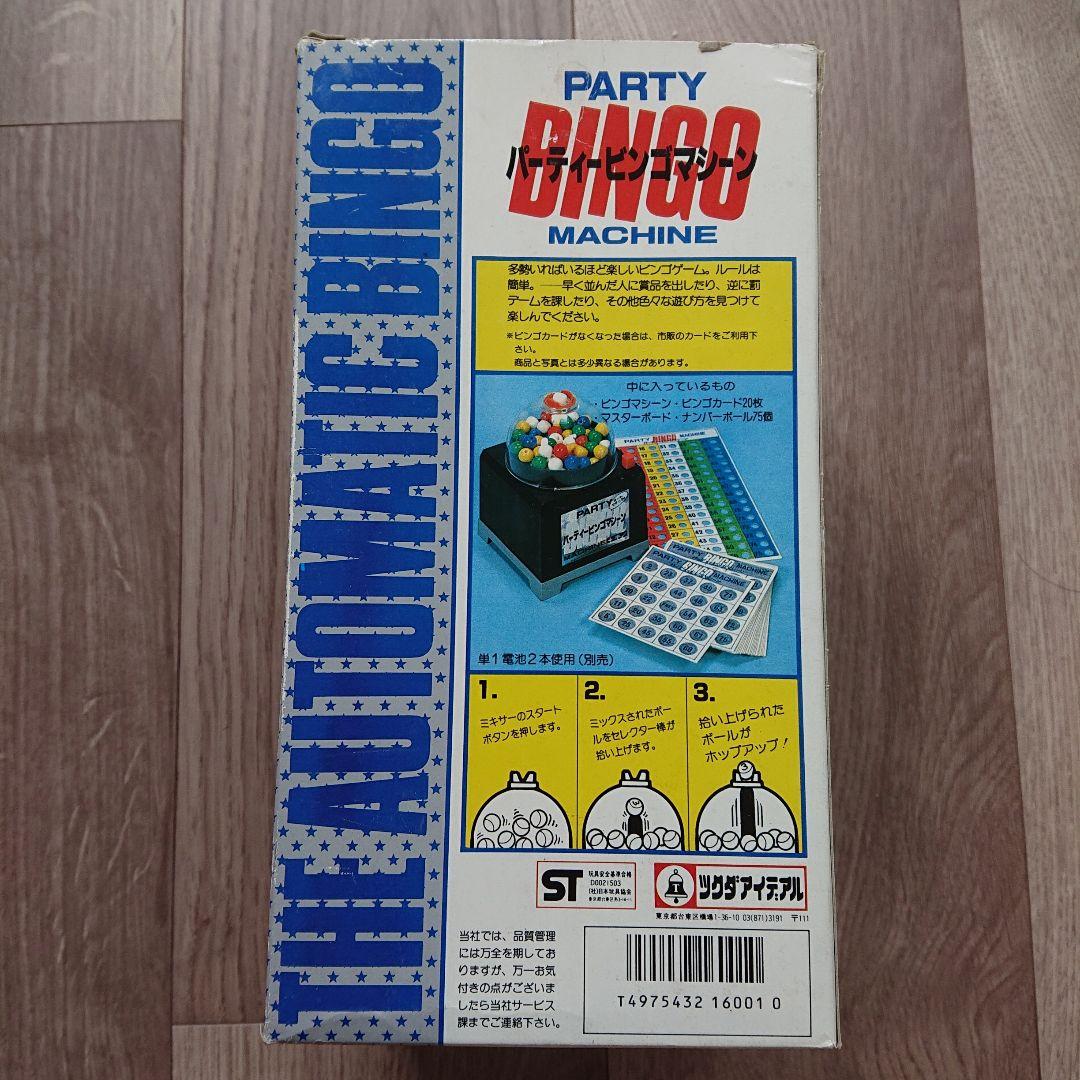 THE AUTOMATIC BINGO
PARTY
BINGO
パーティービンゴマシーン
MACHINE
多勢いればいるほど楽しいビンゴゲーム。ルールは
簡単。——早く並んだ人に賞品を出したり、逆に罰
ゲームを課したり、その他色々な遊び方を見つけて
楽しんでください。
※ビンゴカードがなくなった場合は、市販のカードをご利用下
さい。
商品と写真とは多少異なる場合があります。
中に入っているもの
・ビンゴマシーン・ビンゴカード20枚
・マスターボード・ナンバーボール75個
PARTY BINGO MACHINE
PARTY
パーティービンゴマシーン
PARTY BINGO MACHINE
単1電池2本使用(別売)
1.
ミキサーのスタート
ボタンを押します。
2.
ミックスされたボー
ルをセレクター棒が
拾い上げます。
3.
拾い上げられた
ボールが
ホップアップ!
ST
玩具安全基準合格
D0021503
(社)日本玩具協会
ツクダアイデアル
東京都台東区橋場1-36-10 03(871)3191 〒111
当社では、品質管理
には万全を期してお
りますが、万一お気
付きの点がございま
したら当社サービス
課までご連絡下さい。
T4975432 16001 0